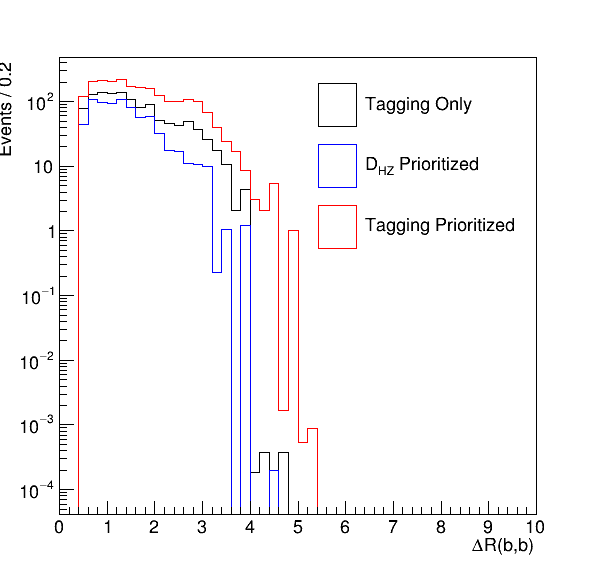 Events / 0.2
10²
10
1
10⁻¹
10⁻²
10⁻³
10⁻⁴
Tagging Only
D_HZ Prioritized
Tagging Prioritized
0 1 2 3 4 5 6 7 8 9 10
ΔR(b,b)